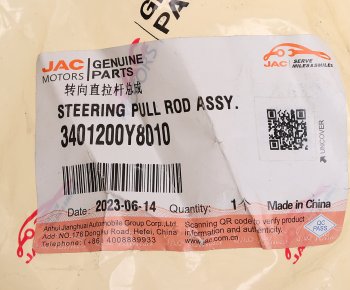 JAC MOTORS GENUINE PARTS
JAC SERVE MILES & SMILES
转向直拉杆总成
STEERING PULL ROD ASSY.
3401200Y8010
UNCOVER
Date: 2023-06-14 Quantity: 1个 Made in China
Anhui Jianghuai Automobile Group Corp.,Ltd.
Add: NO.176 Dongliu Road, Hefei, China
Telephone: (+86) 4008889933
Scanning QR code to verify product information and authenticity.
www.jac.com.cn
QC PASS